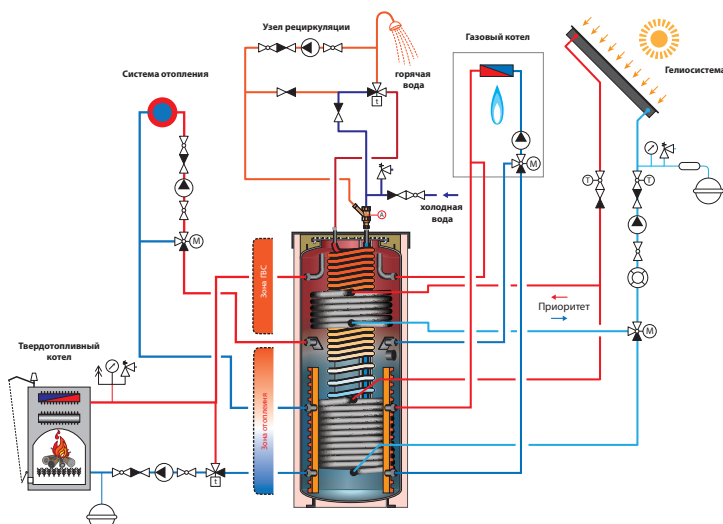 Узел рециркуляции
Газовый котел
Система отопления
горячая
вода
Гелиосистема
t
M
T
T
A
холодная
вода
M
Зона ГВС
Приоритет
M
Твердотопливный
котел
Зона отопления
t